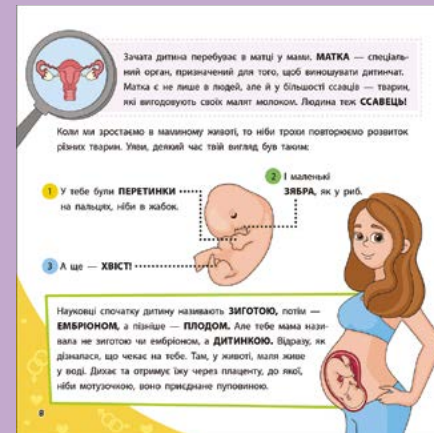 Зачата дитина перебуває в матці у мами. МАТКА — спеціаль-
ний орган, призначений для того, щоб виношувати дитинчат.
Матка є не лише в людей, але й у більшості ссавців — тварин,
які вигодовують своїх малят молоком. Людина теж ССАВЕЦЬ!
Коли ми зростаємо в маминому животі, то ніби трохи повторюємо розвиток
різних тварин. Уяви, деякий час твій вигляд був таким:
1 У тебе були ПЕРЕТИНКИ
на пальцях, ніби в жабок.
2 І маленькі
ЗЯБРА, як у риб.
3 А ще — ХВІСТ!
Науковці спочатку дитину називають ЗИГОТОЮ, потім —
ЕМБРІОНОМ, а пізніше — ПЛОДОМ. Але тебе мама нази-
вала не зиготою чи ембріоном, а ДИТИНКОЮ. Відразу, як
дізналася, що чекає на тебе. Там, у животі, маля живе
у воді. Дихає та отримує їжу через плаценту, до якої,
ніби мотузочкою, воно приєднане пуповиною.
8